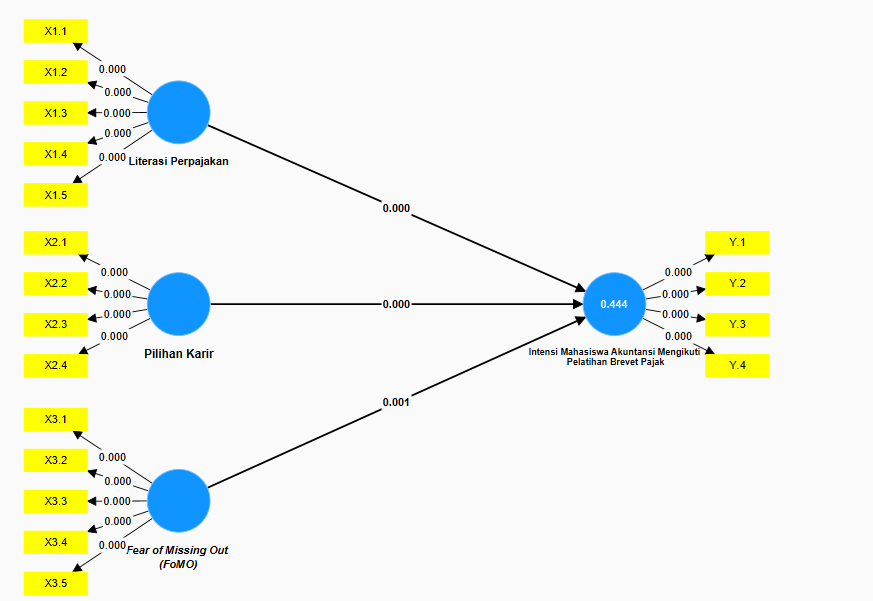 X1.1
0.000
X1.2
0.000
X1.3
0.000
0.000
X1.4
0.000
Literasi Perpajakan
X1.5
0.000
X2.1
0.000
X2.2
0.000
X2.3
0.000
0.000
X2.4
Pilihan Karir
0.000
0.444
Y.1
0.000
Y.2
0.000
Y.3
0.000
0.000
Y.4
Intensi Mahasiswa Akuntansi Mengikuti
Pelatihan Brevet Pajak
0.001
X3.1
0.000
X3.2
0.000
X3.3
0.000
0.000
X3.4
0.000
Fear of Missing Out
(FoMO)
X3.5